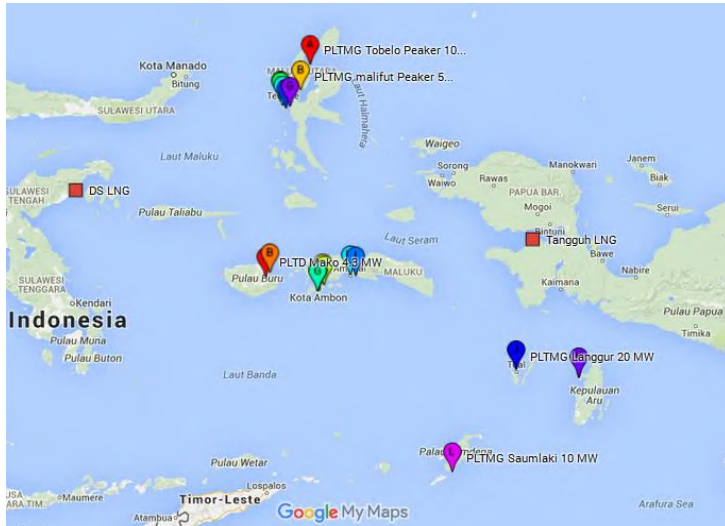 A
PLTMG Tobelo Peaker 10...
Kota Manado
Bitung
B
PLTMG malifut Peaker 5...
SULAWESI UTARA
Laut Halmahera
Laut Maluku
Waigeo
Sorong
Waiwo
Rawas
Manokwari
Janem
Biak
PAPUA BAR.
Mogoi
Serui
SULAWESI
TENGAH
DS LNG
Pulau Taliabu
Laut Seram
Bintuni
Tangguh LNG
Bawe
Nabire
B
PLTD Mako 4.3 MW
Pulau Buru
MALUKU
Kaimana
G
Kota Ambon
SULAWESI
TENGGARA
Kendari
Pulau Papua
Indonesia
Timika
Pulau Muna
Pulau Buton
PLTMG Langgur 20 MW
Kepulauan
Aru
Laut Banda
L
PLTMG Saumlaki 10 MW
Pulau Wetar
Lospalos
Maumere
Timor-Leste
Atambua
Google My Maps
Arafura Sea